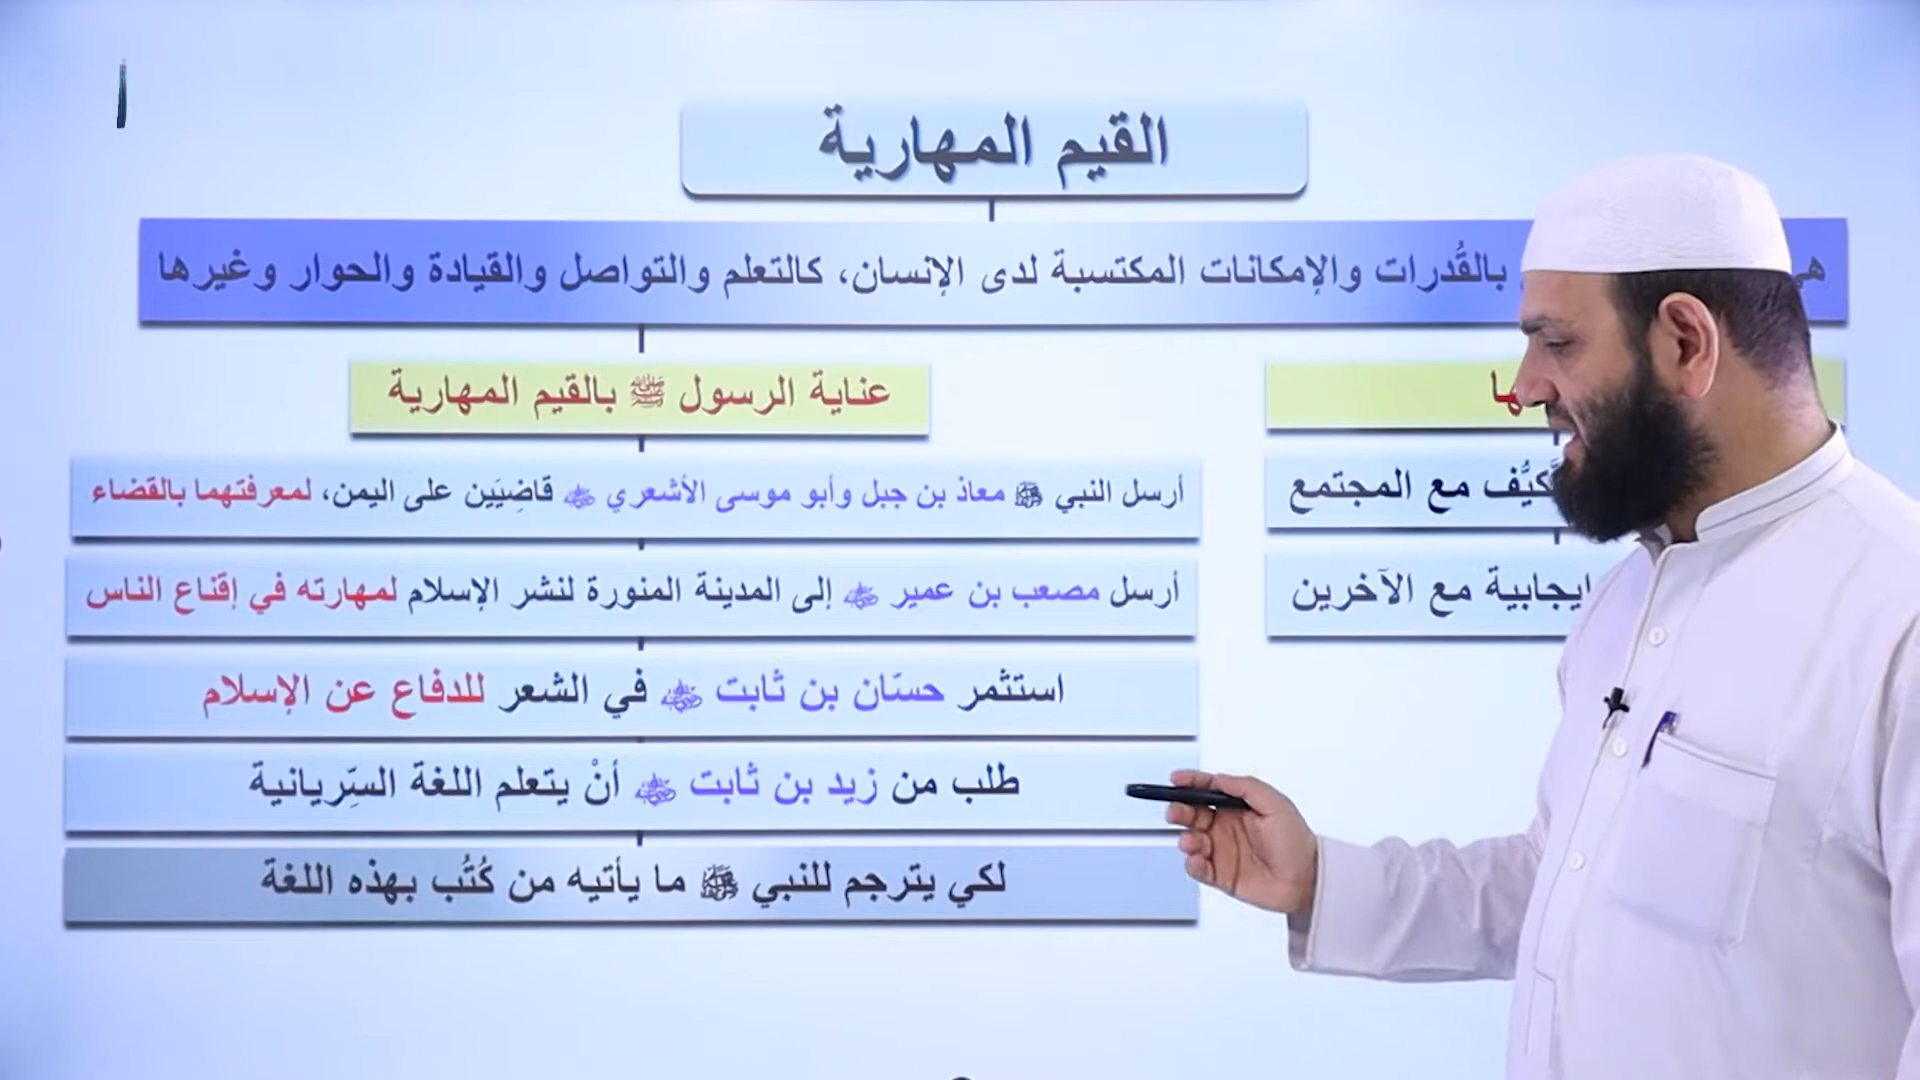 القيم المهارية
بالقُدرات والإمكانات المكتسبة لدى الإنسان، كالتعلم والتواصل والقيادة والحوار وغيرها
مع المجتمع
مع الآخرين
عناية الرسول ﷺ بالقيم المهارية
أرسل النبي ﷺ معاذ بن جبل وأبو موسى الأشعري رضي الله عنهما قاضِيَين على اليمن، لمعرفتهما بالقضاء
أرسل مصعب بن عمير رضي الله عنه إلى المدينة المنورة لنشر الإسلام لمهارته في إقناع الناس
استثمر حسّان بن ثابت رضي الله عنه في الشعر للدفاع عن الإسلام
طلب من زيد بن ثابت رضي الله عنه أنْ يتعلم اللغة السِّريانية
لكي يترجم للنبي ﷺ ما يأتيه من كُتُب بهذه اللغة